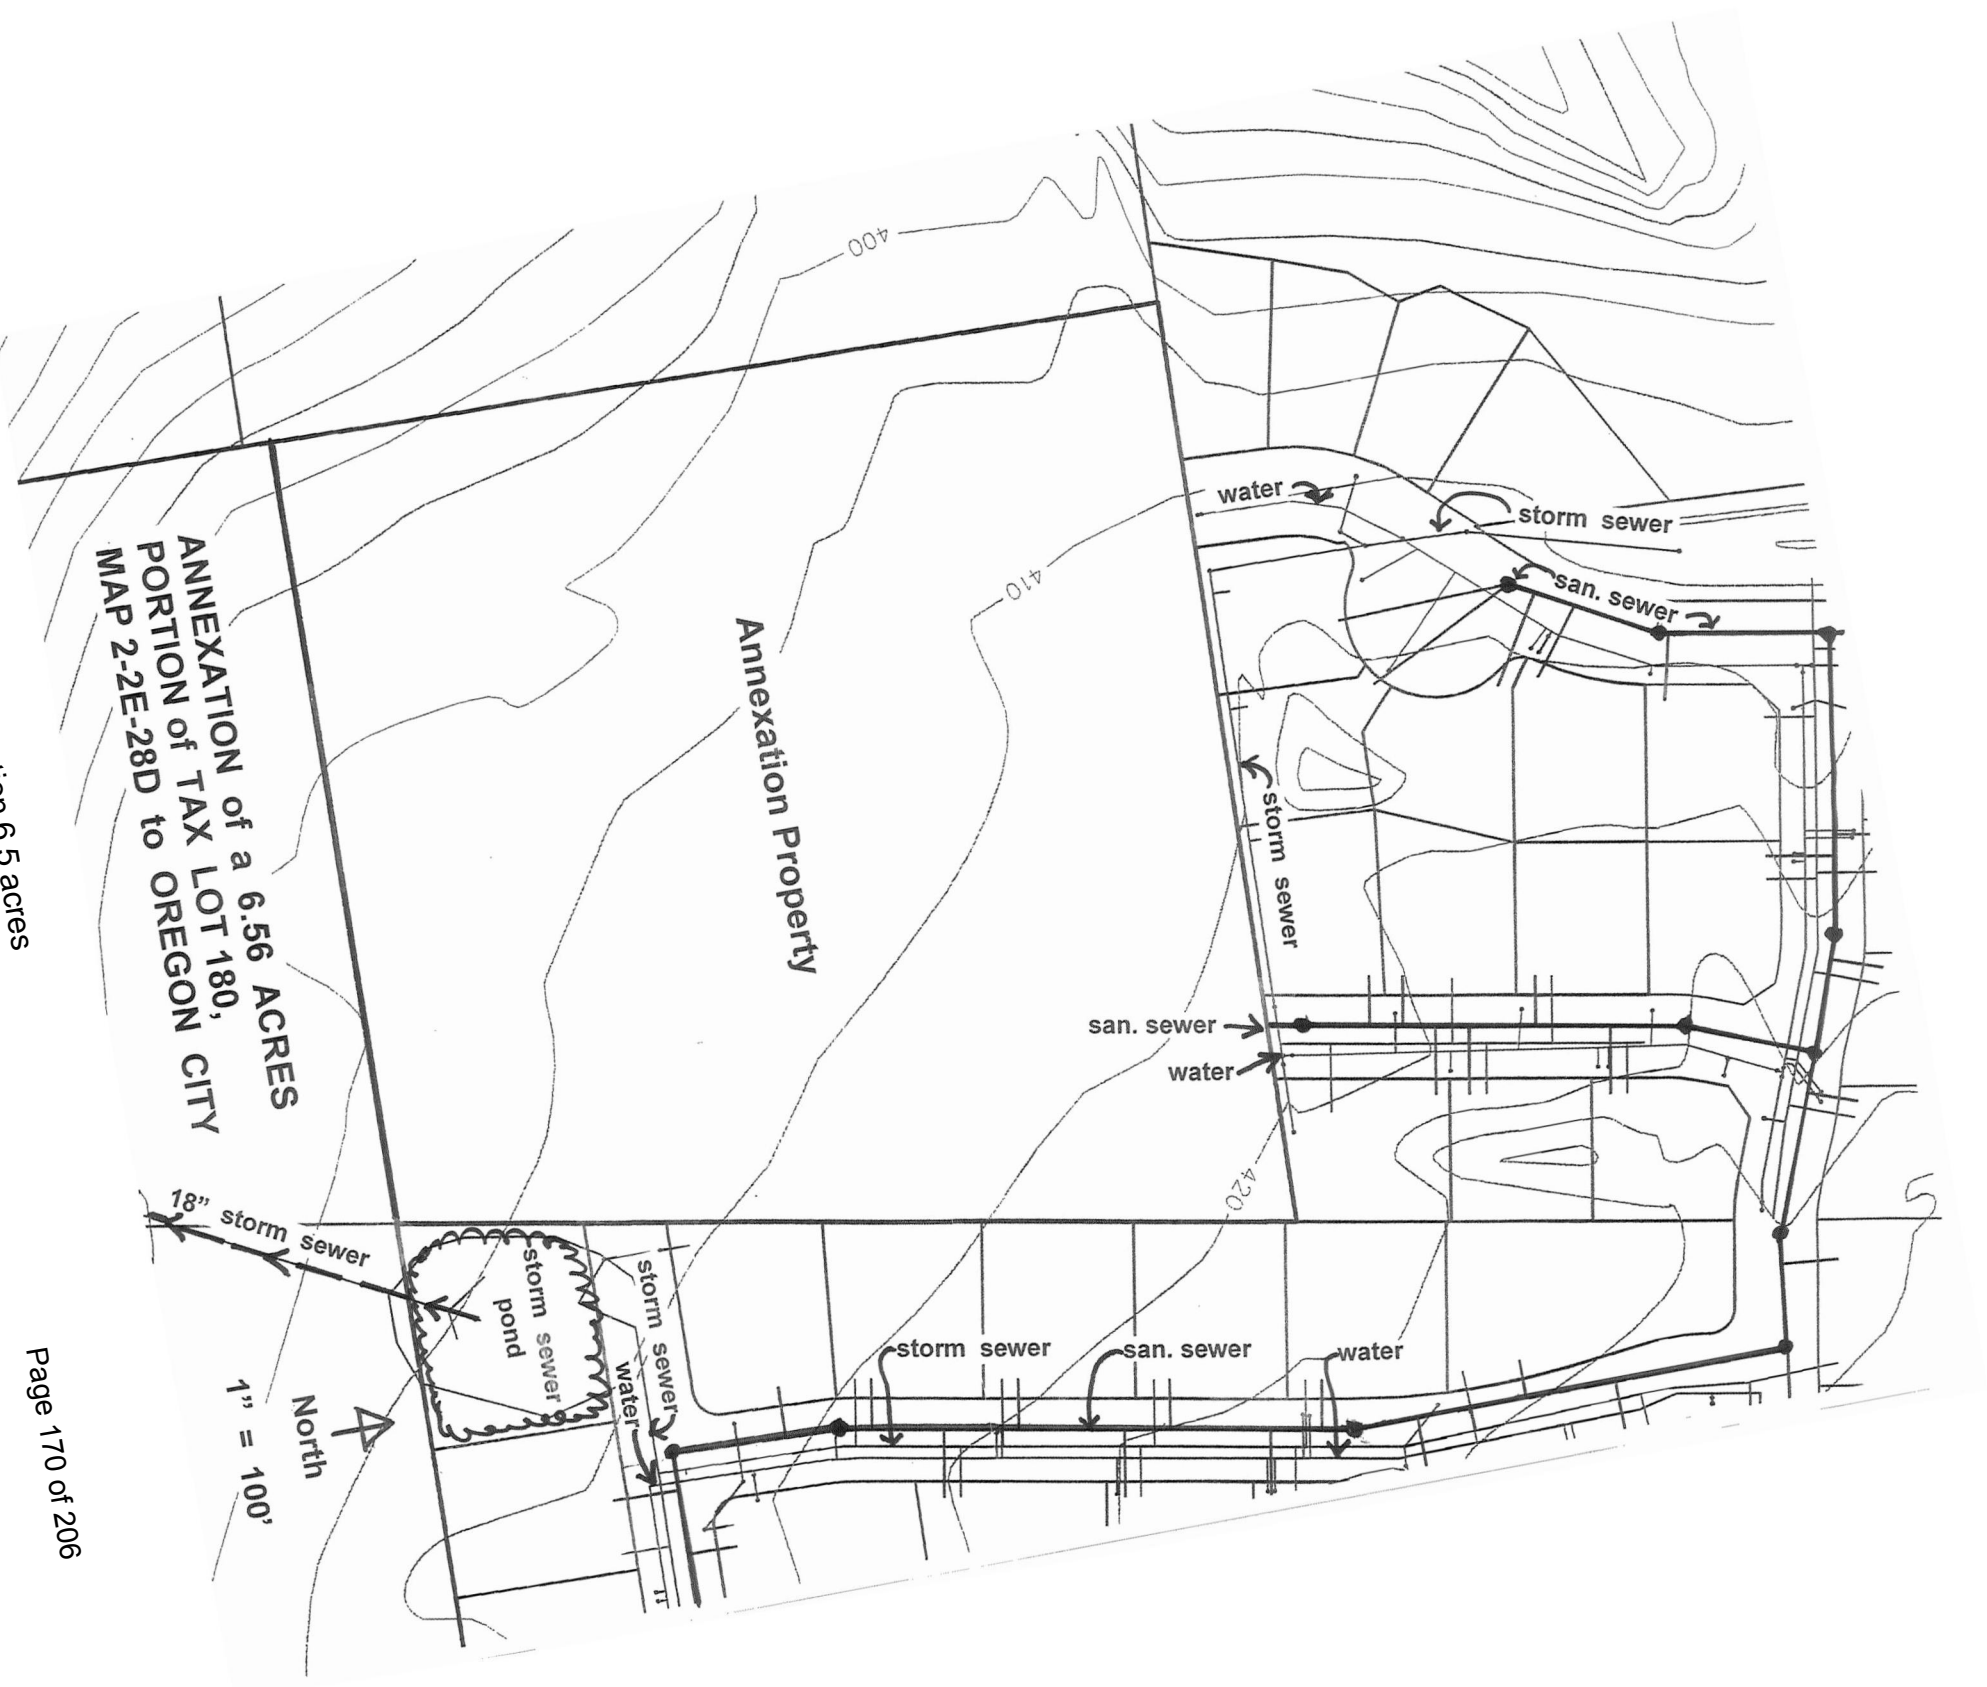 400
water
storm sewer
san. sewer
410
Annexation Property
storm sewer
san. sewer
water
420
ANNEXATION of a 6.56 ACRES
PORTION of TAX LOT 180,
MAP 2-2E-28D to OREGON CITY
18” storm sewer
storm sewer
pond
storm sewer
water
storm sewer
san. sewer
water
North
1” = 100’
6.5 acres
Page 170 of 206